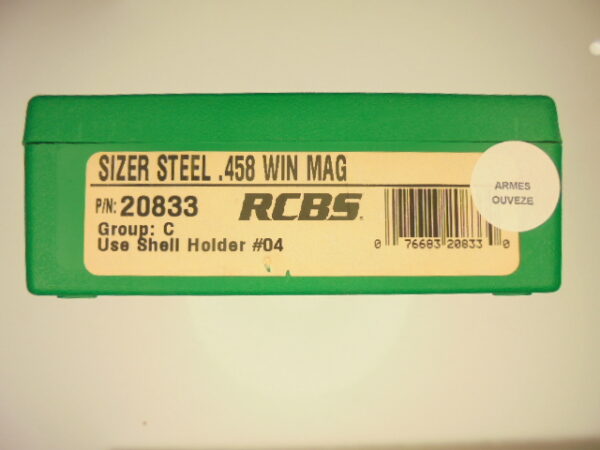 SIZER STEEL .458 WIN MAG
P/N: 20833
RCBS.
Group: C
Use Shell Holder #04
0 76683 20833 0
ARMES
OUVEZE